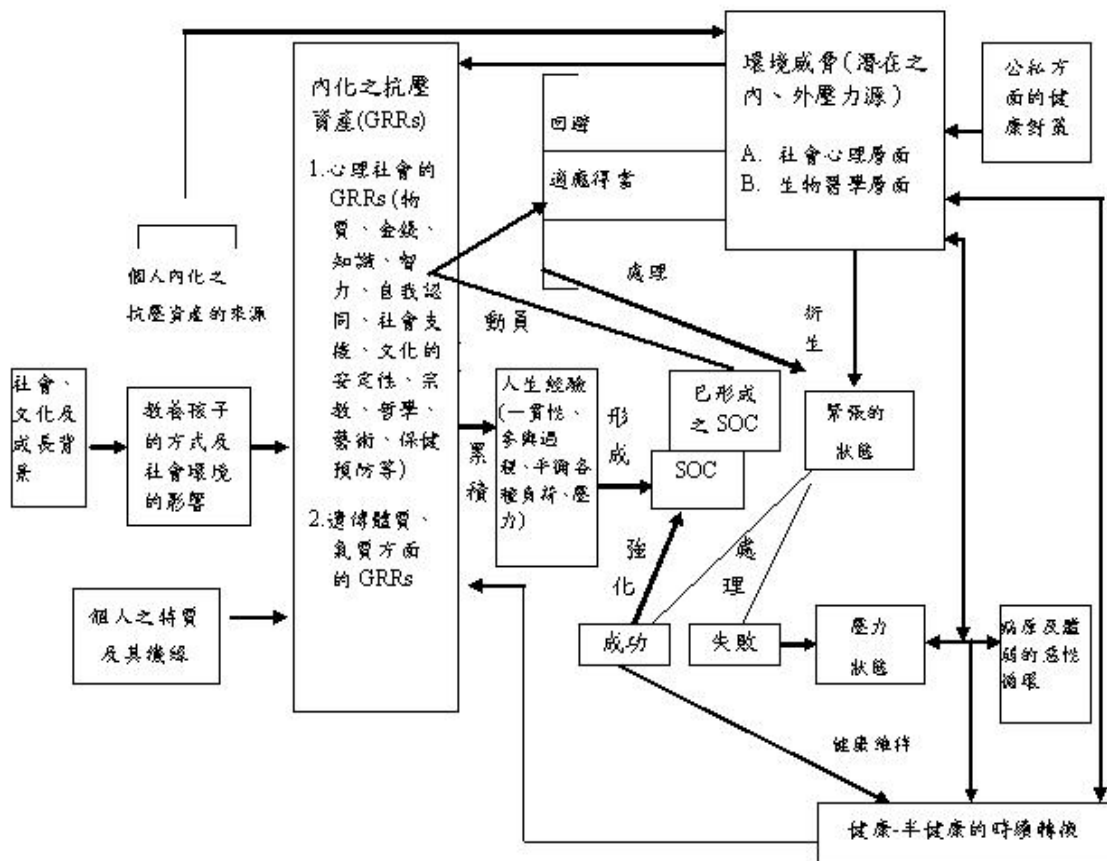 環境威脅(潛在之
內、外壓力源)
A. 社會心理層面
B. 生物醫學層面
公私方
面的健
康對策
內化之抗壓
資產(GRRs)
1.心理社會的
GRRs(物
質、金錢、
知識、智
力、自我認
同、社會支
援、文化的
安定性、宗
教、哲學、
藝術、保健
預防等)
2.遺傳體質、
氣質方面
的 GRRs
回避
適處得當
處理
動員
衍生
個人內化之
抗壓資產的來源
社會、
文化及
成長背
景
教養孩子
的方式及
社會環境
的影響
個人之特質
及其機緣
累積
人生經驗
(一貫性、
參與過
程、平衡各
種負荷、壓
力)
形成
已形成
之 SOC
SOC
緊張的
狀態
強化
處理
成功
失敗
壓力
狀態
病原及體
弱的惡性
循環
健康維持
健康-半健康的時續轉換